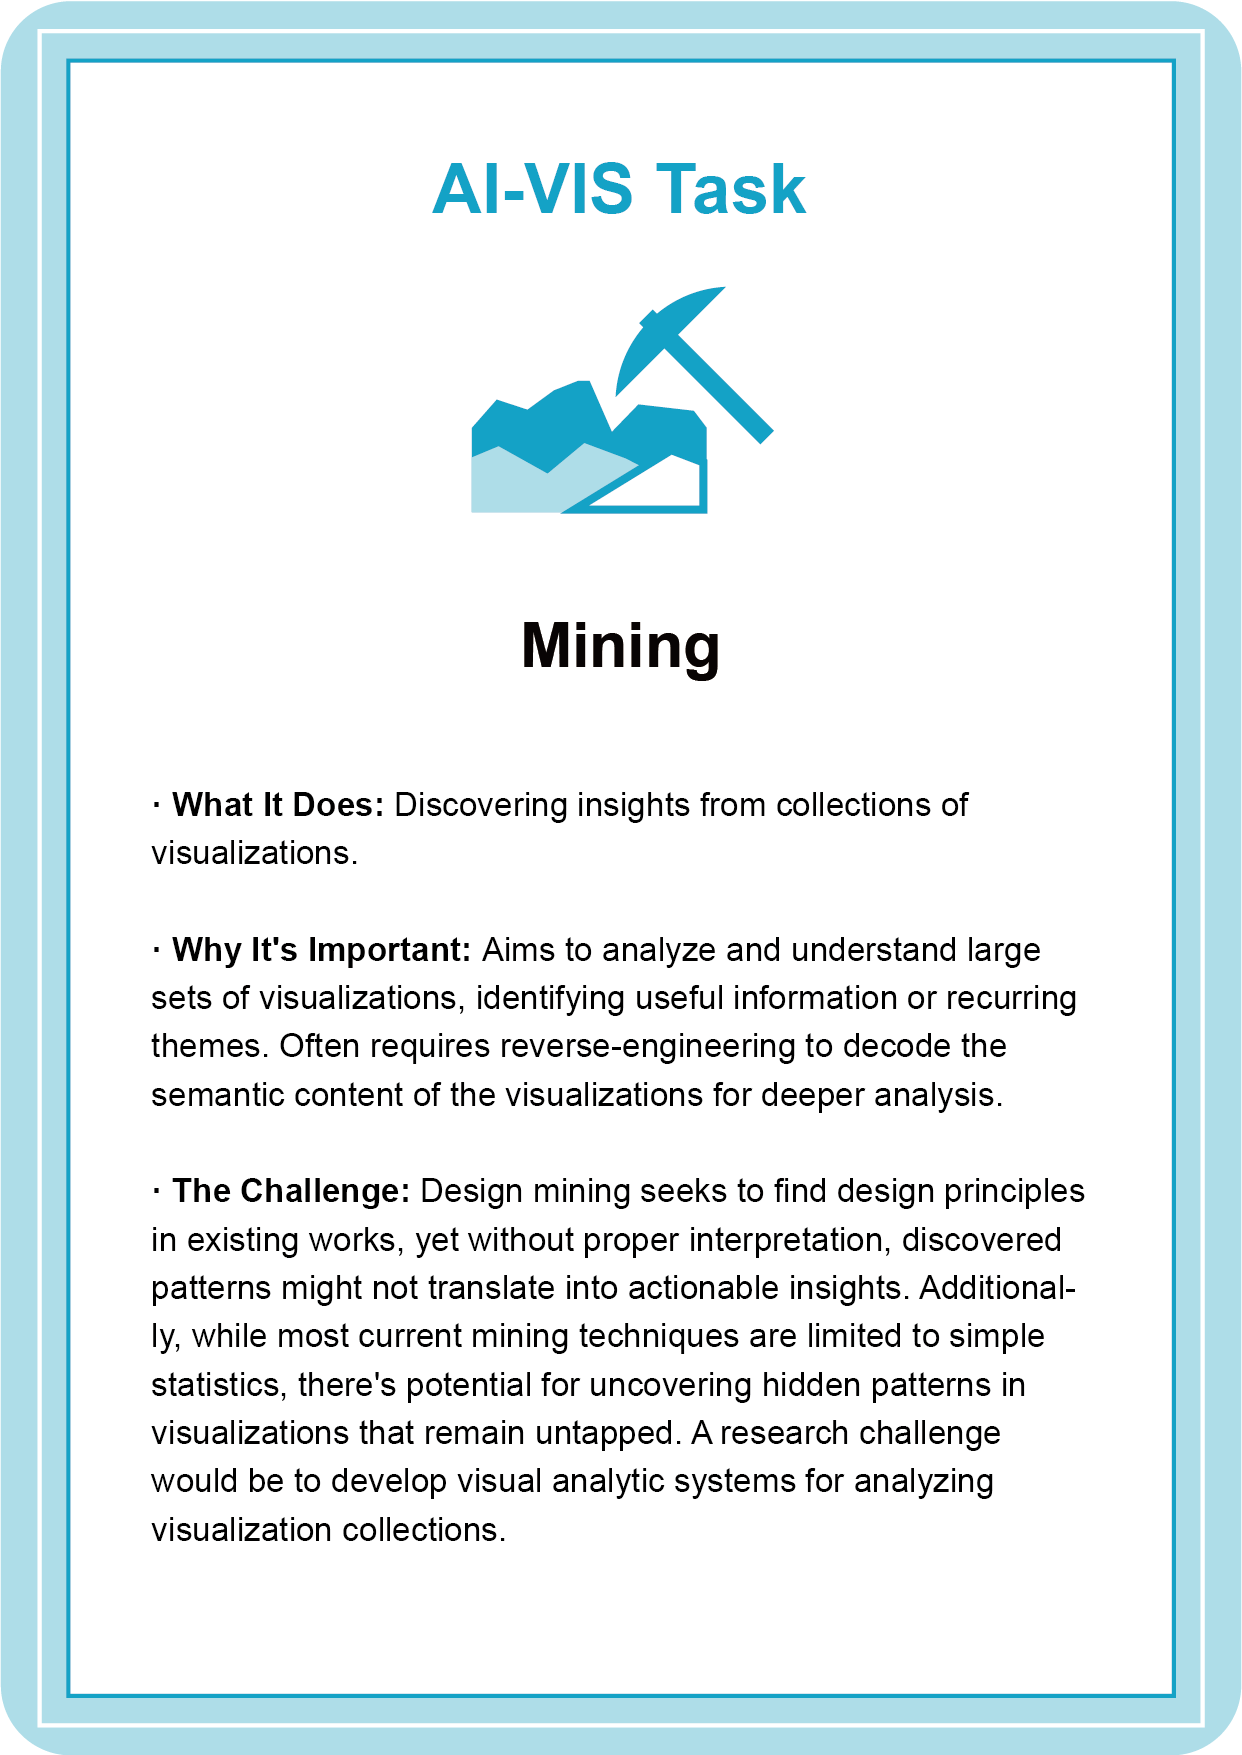 AI-VIS Task
Mining
· What It Does: Discovering insights from collections of
visualizations.
· Why It's Important: Aims to analyze and understand large
sets of visualizations, identifying useful information or recurring
themes. Often requires reverse-engineering to decode the
semantic content of the visualizations for deeper analysis.
· The Challenge: Design mining seeks to find design principles
in existing works, yet without proper interpretation, discovered
patterns might not translate into actionable insights. Additional-
ly, while most current mining techniques are limited to simple
statistics, there's potential for uncovering hidden patterns in
visualizations that remain untapped. A research challenge
would be to develop visual analytic systems for analyzing
visualization collections.